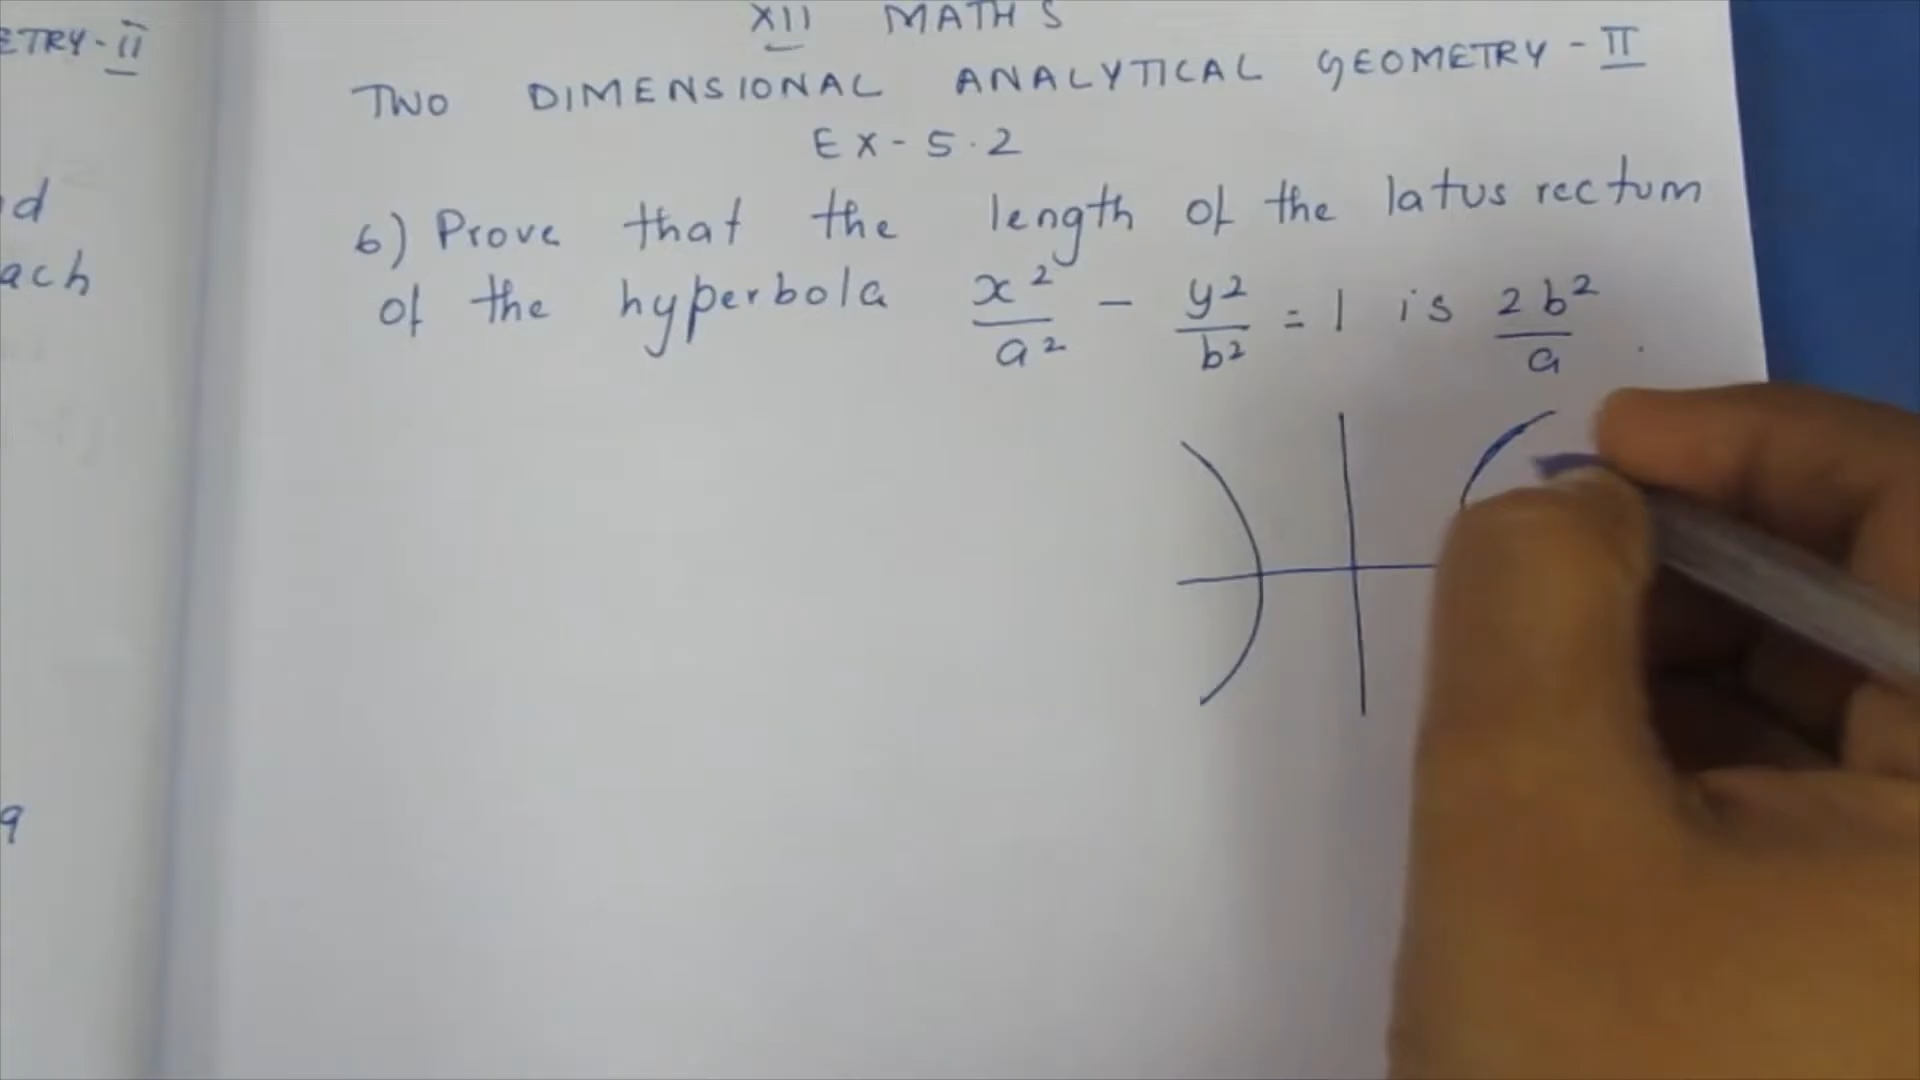 ETRY-II
d
ach
9
XII MATHS
TWO DIMENSIONAL ANALYTICAL GEOMETRY - II
EX-5.2
6) Prove that the length of the latus rectum
of the hyperbola x²/a² - y²/b² = 1 is 2b²/a .